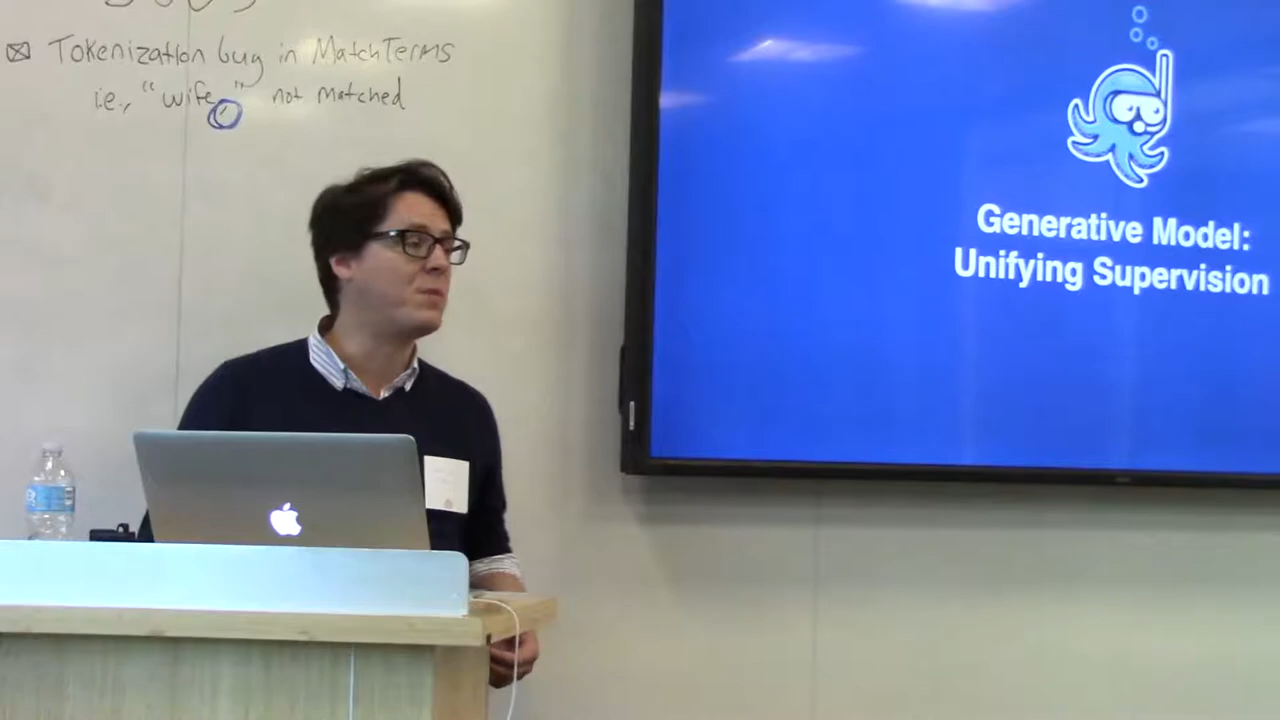 ☒ Tokenization bug in MatchTerms
i.e., "wife," not matched
Generative Model:
Unifying Supervision